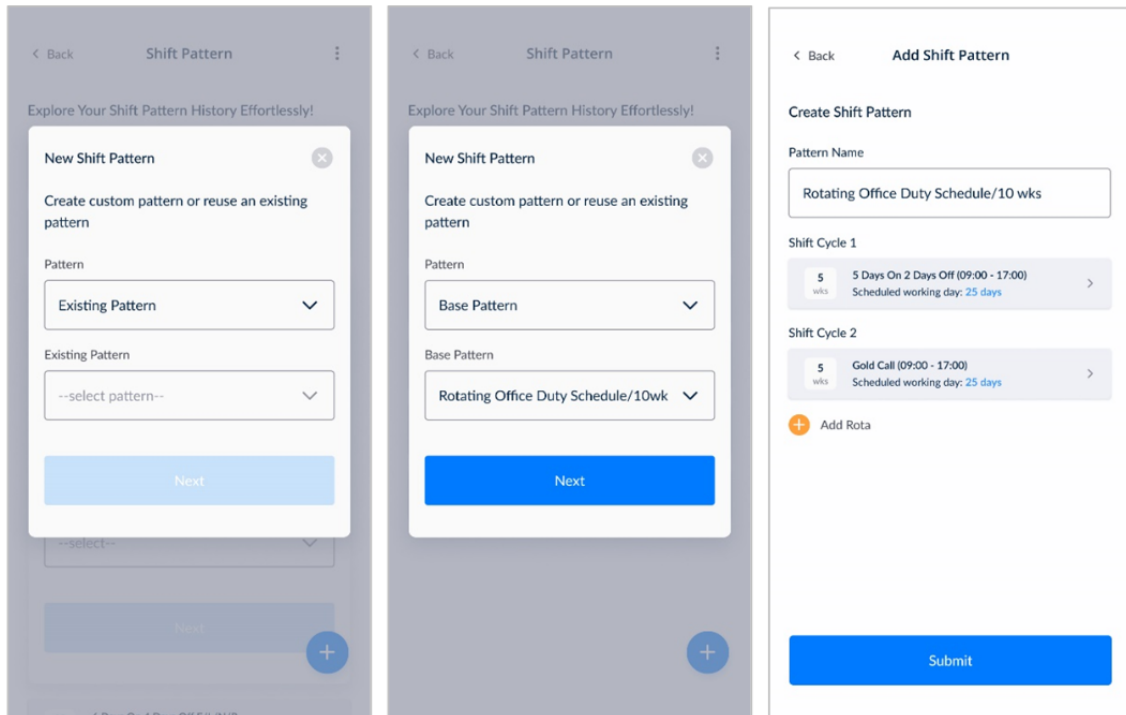 Back
Shift Pattern
Explore Your Shift Pattern History Effortlessly!
New Shift Pattern
Create custom pattern or reuse an existing
pattern
Pattern
Existing Pattern
Existing Pattern
--select pattern--
Next
--select--
Next
Back
Shift Pattern
Explore Your Shift Pattern History Effortlessly!
New Shift Pattern
Create custom pattern or reuse an existing
pattern
Pattern
Base Pattern
Base Pattern
Rotating Office Duty Schedule/10wk
Next
Back
Add Shift Pattern
Create Shift Pattern
Pattern Name
Rotating Office Duty Schedule/10 wks
Shift Cycle 1
5 wks
5 Days On 2 Days Off (09:00 - 17:00)
Scheduled working day: 25 days
Shift Cycle 2
5 wks
Gold Call (09:00 - 17:00)
Scheduled working day: 25 days
Add Rota
Submit